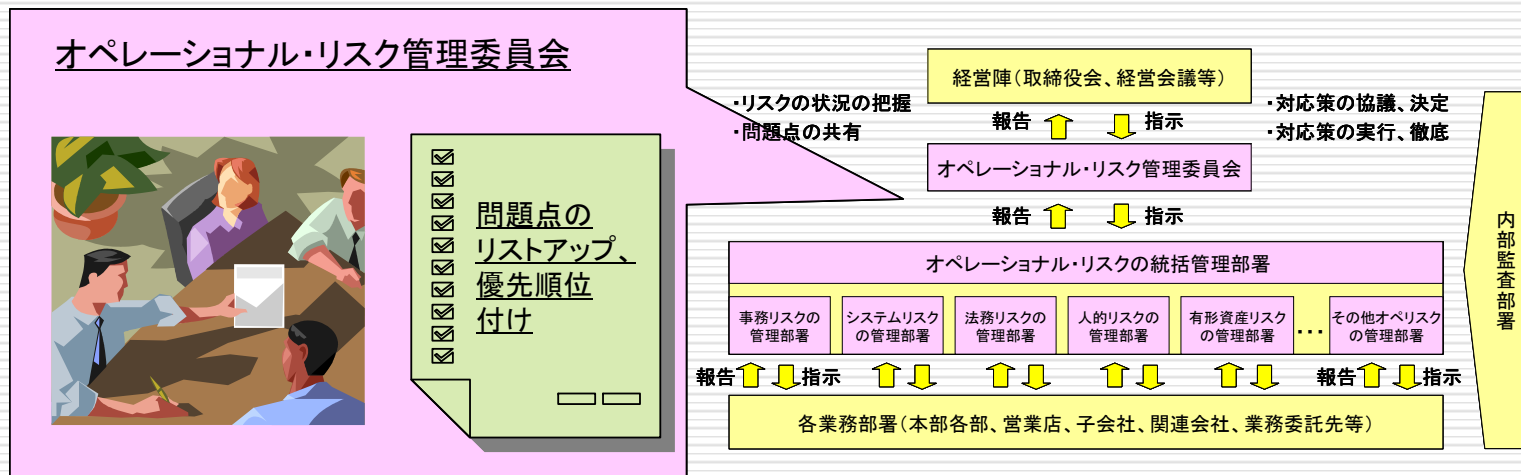 オペレーショナル・リスク管理委員会
問題点の
リストアップ、
優先順位
付け
・リスクの状況の把握
・問題点の共有
経営陣（取締役会、経営会議等）
・対応策の協議、決定
・対応策の実行、徹底
報告 指示
オペレーショナル・リスク管理委員会
報告 指示
オペレーショナル・リスクの統括管理部署
事務リスクの
管理部署
システムリスク
の管理部署
法務リスクの
管理部署
人的リスクの
管理部署
有形資産リスク
の管理部署
・・・
その他オペリスク
の管理部署
報告 指示
報告 指示
各業務部署（本部各部、営業店、子会社、関連会社、業務委託先等）
内部監査部署